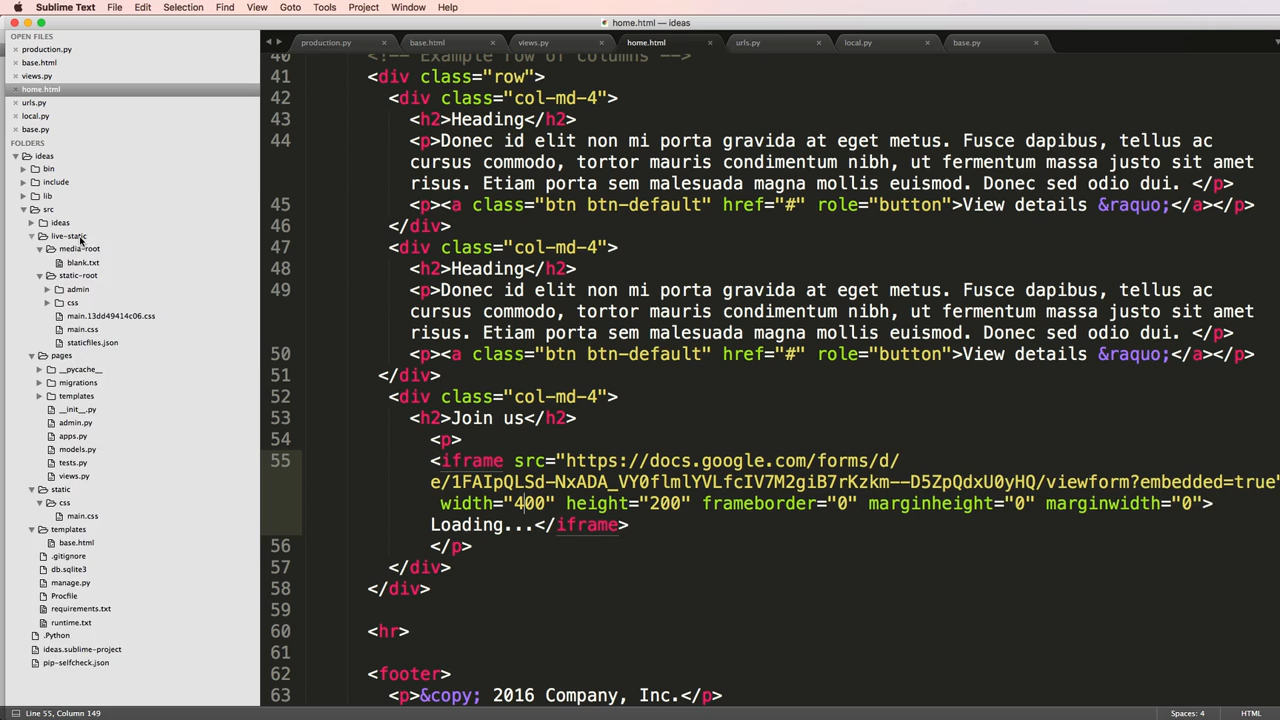 Sublime Text File Edit Selection Find View Goto Tools Project Window Help
home.html — ideas
OPEN FILES
production.py
base.html
views.py
home.html
urls.py
local.py
base.py
FOLDERS
ideas
bin
include
lib
src
ideas
live-static
media-root
blank.txt
static-root
admin
css
main.13dd49414c06.css
main.css
staticfiles.json
pages
__pycache__
migrations
templates
__init__.py
admin.py
apps.py
models.py
tests.py
views.py
static
css
main.css
templates
base.html
.gitignore
db.sqlite3
manage.py
Procfile
requirements.txt
runtime.txt
.Python
ideas.sublime-project
pip-selfcheck.json
production.py base.html views.py home.html urls.py local.py base.py
40 <!-- Example row of columns -->
41 <div class="row">
42 <div class="col-md-4">
43 <h2>Heading</h2>
44 <p>Donec id elit non mi porta gravida at eget metus. Fusce dapibus, tellus ac
cursus commodo, tortor mauris condimentum nibh, ut fermentum massa justo sit amet
risus. Etiam porta sem malesuada magna mollis euismod. Donec sed odio dui. </p>
45 <p><a class="btn btn-default" href="#" role="button">View details &raquo;</a></p>
46 </div>
47 <div class="col-md-4">
48 <h2>Heading</h2>
49 <p>Donec id elit non mi porta gravida at eget metus. Fusce dapibus, tellus ac
cursus commodo, tortor mauris condimentum nibh, ut fermentum massa justo sit amet
risus. Etiam porta sem malesuada magna mollis euismod. Donec sed odio dui. </p>
50 <p><a class="btn btn-default" href="#" role="button">View details &raquo;</a></p>
51 </div>
52 <div class="col-md-4">
53 <h2>Join us</h2>
54 <p>
55 <iframe src="https://docs.google.com/forms/d/
e/1FAIpQLSd-NxADA_VY0flmlYVLfcIV7M2giB7rKzkm--D5ZpQdxU0yHQ/viewform?embedded=true"
width="400" height="200" frameborder="0" marginheight="0" marginwidth="0">
Loading...</iframe>
56 </p>
57 </div>
58 </div>
59
60 <hr>
61
62 <footer>
63 <p>&copy; 2016 Company, Inc.</p>
Line 55, Column 149 Spaces: 4 HTML